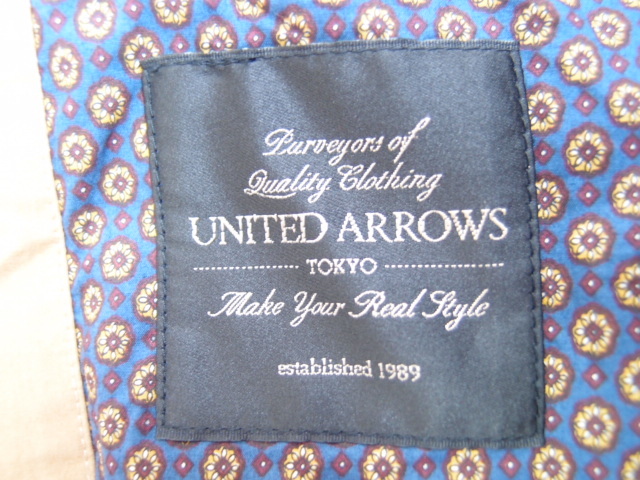 Purveyors of
Quality Clothing
UNITED ARROWS
TOKYO
Make Your Real Style
established 1989